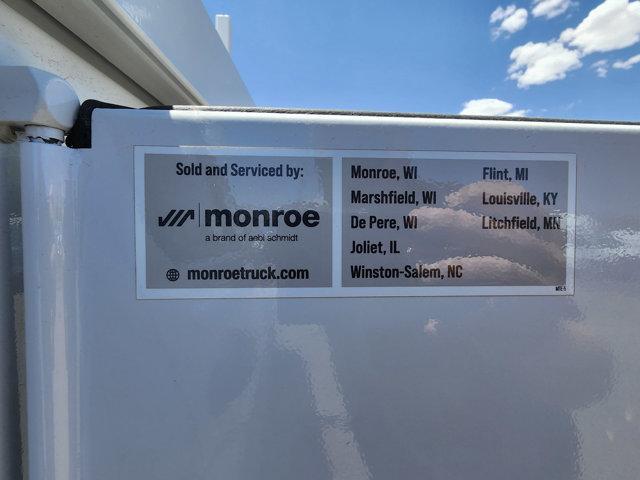 Sold and Serviced by:
monroe
a brand of aebi schmidt
monroetruck.com
Monroe, WI
Marshfield, WI
De Pere, WI
Joliet, IL
Winston-Salem, NC
Flint, MI
Louisville, KY
Litchfield, MN